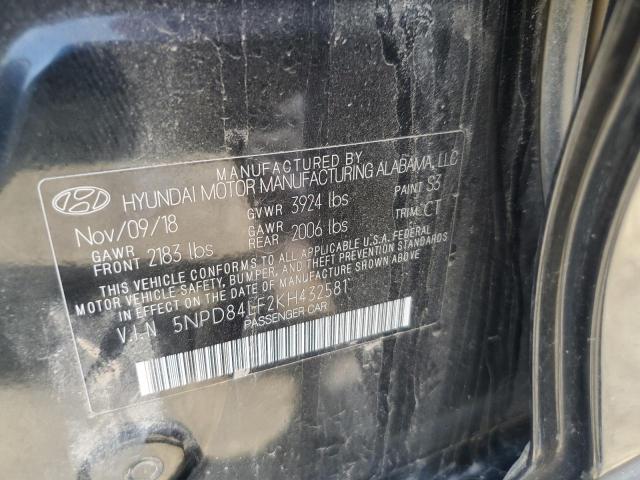 MANUFACTURED BY
HYUNDAI MOTOR MANUFACTURING ALABAMA, LLC
Nov/09/18 GVWR 3924 lbs PAINT S3
GAWR FRONT 2183 lbs GAWR REAR 2006 lbs TRIM CT
THIS VEHICLE CONFORMS TO ALL APPLICABLE U.S.A. FEDERAL
MOTOR VEHICLE SAFETY, BUMPER, AND THEFT PREVENTION STANDARDS
IN EFFECT ON THE DATE OF MANUFACTURE SHOWN ABOVE.
V.I.N 5NPD84LF2KH432581
PASSENGER CAR